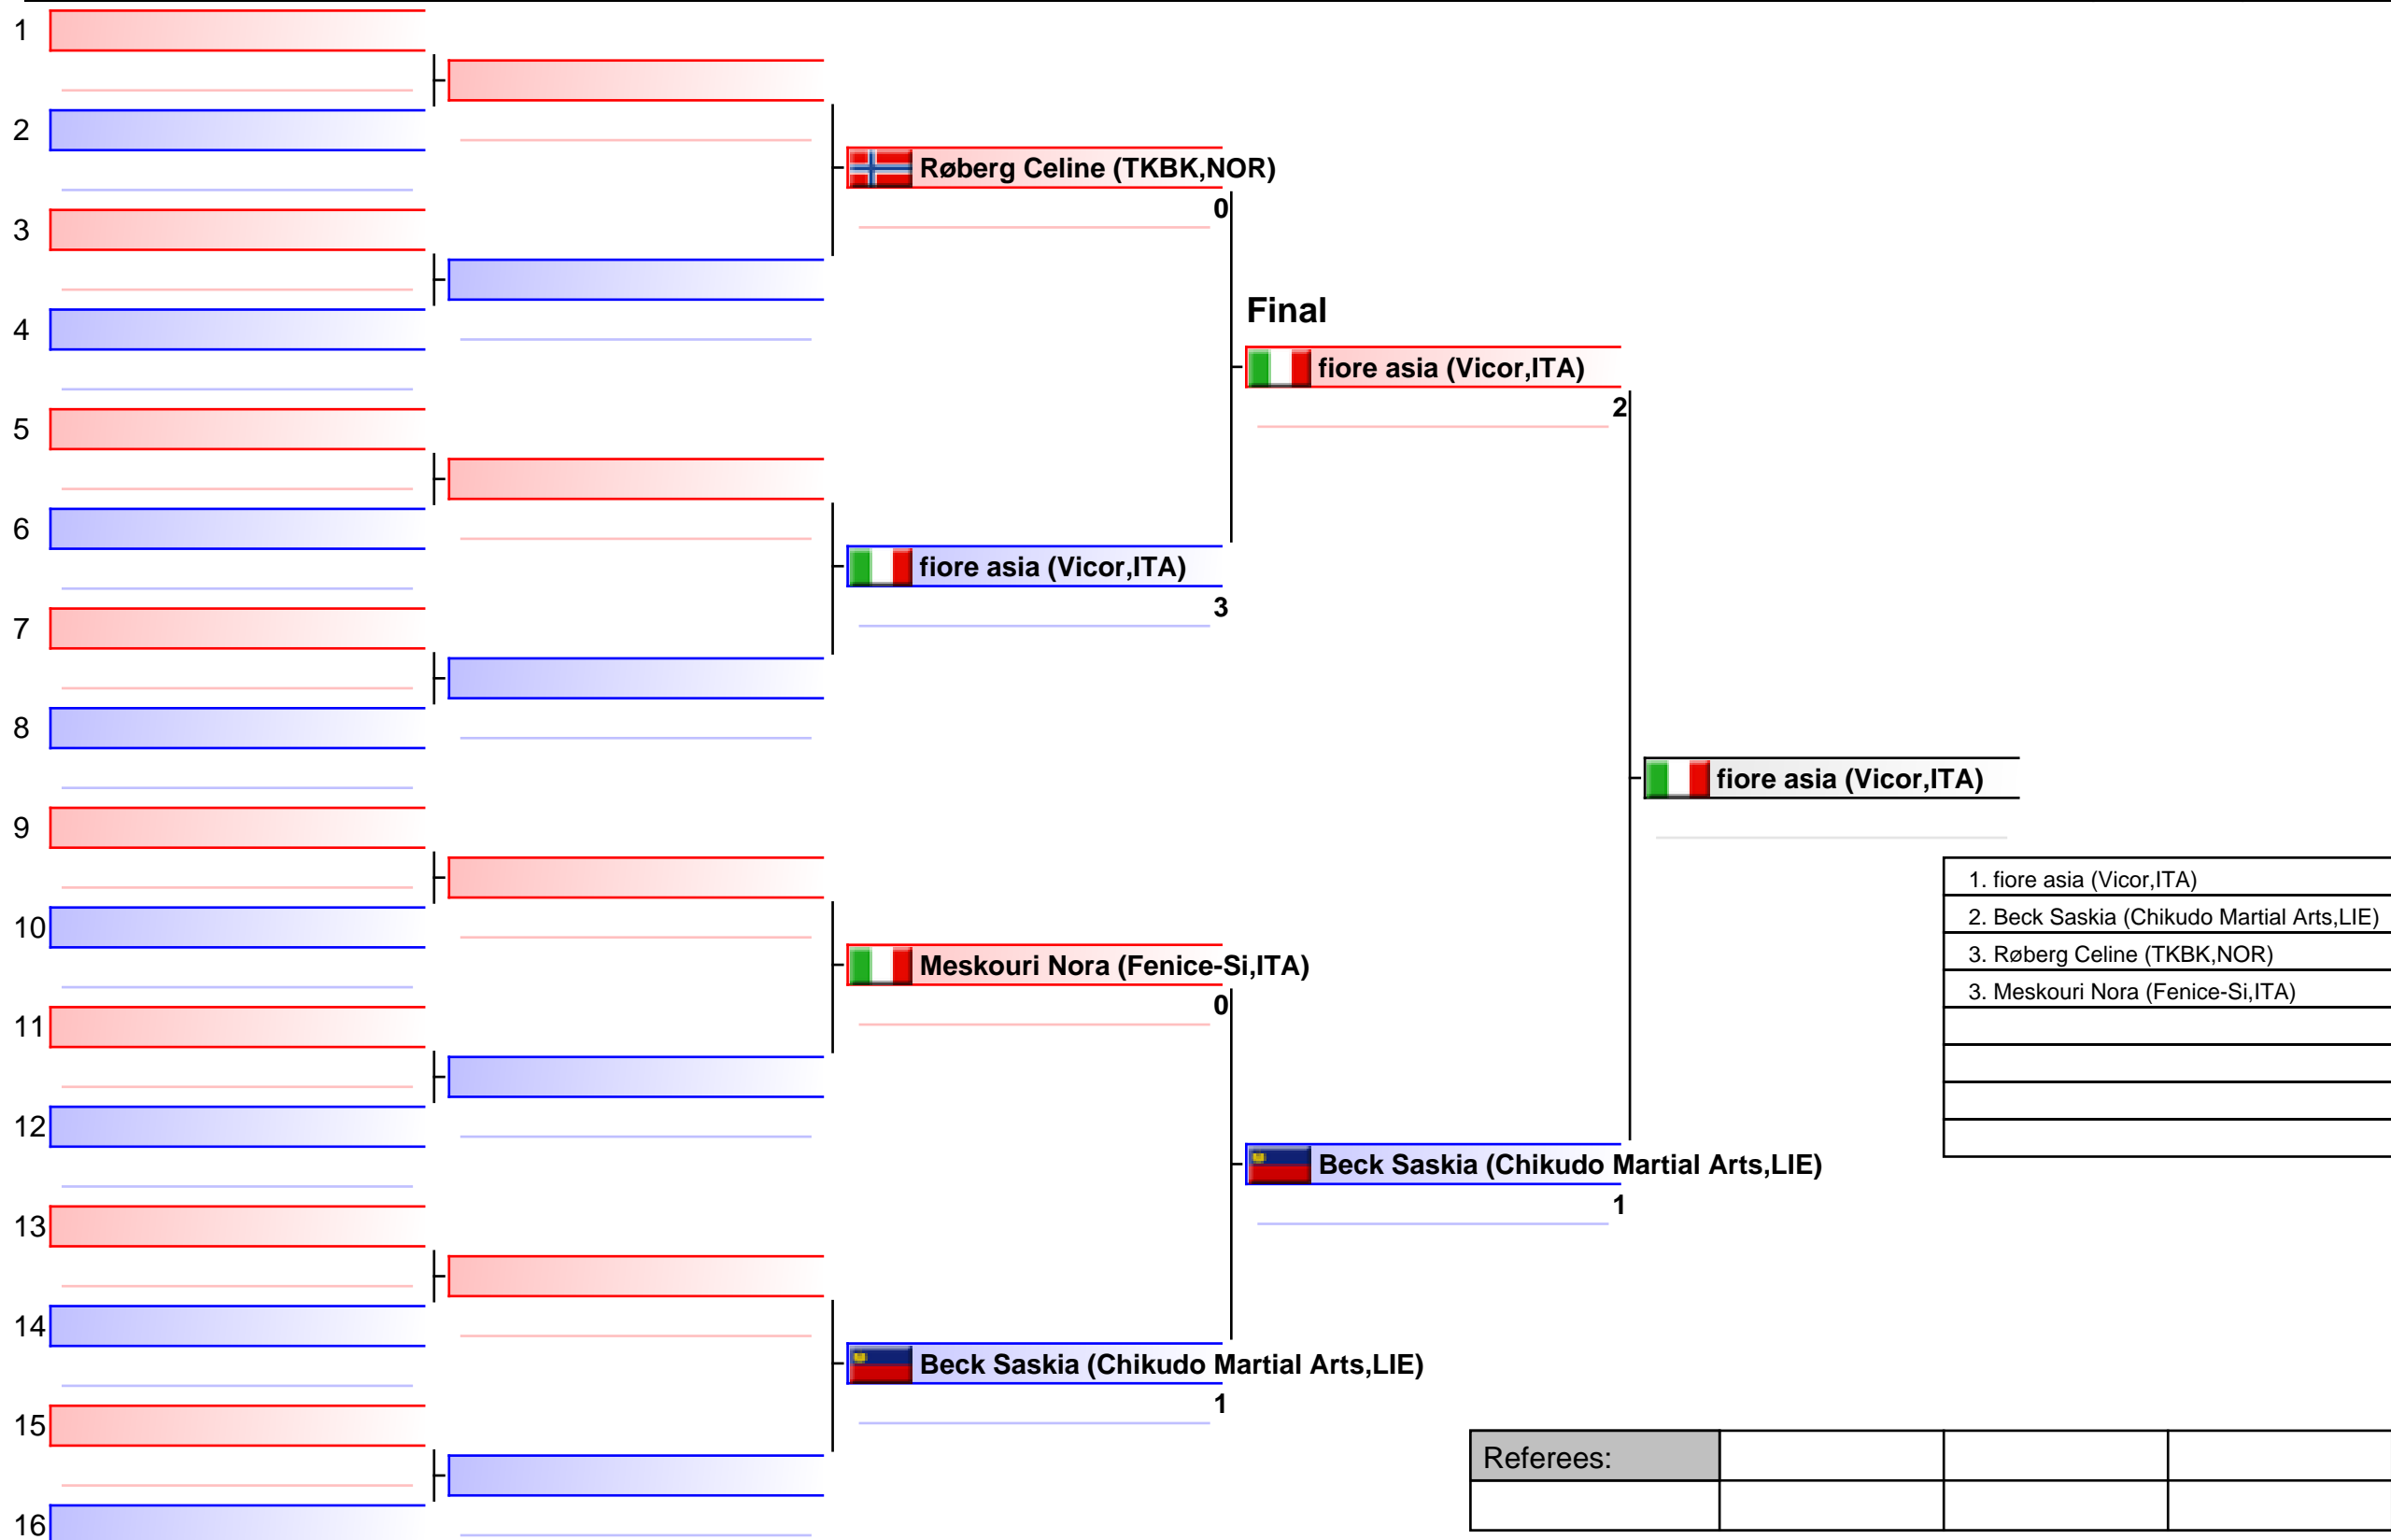 1
2
Røberg Celine (TKBK,NOR)
0
3
Final
4
fiore asia (Vicor,ITA)
2
5
6
fiore asia (Vicor,ITA)
3
7
8
fiore asia (Vicor,ITA)
9
1. fiore asia (Vicor,ITA)
2. Beck Saskia (Chikudo Martial Arts,LIE)
3. Røberg Celine (TKBK,NOR)
3. Meskouri Nora (Fenice-Si,ITA)
10
Meskouri Nora (Fenice-Si,ITA)
0
11
12
Beck Saskia (Chikudo Martial Arts,LIE)
1
13
14
Beck Saskia (Chikudo Martial Arts,LIE)
1
15
Referees:
16